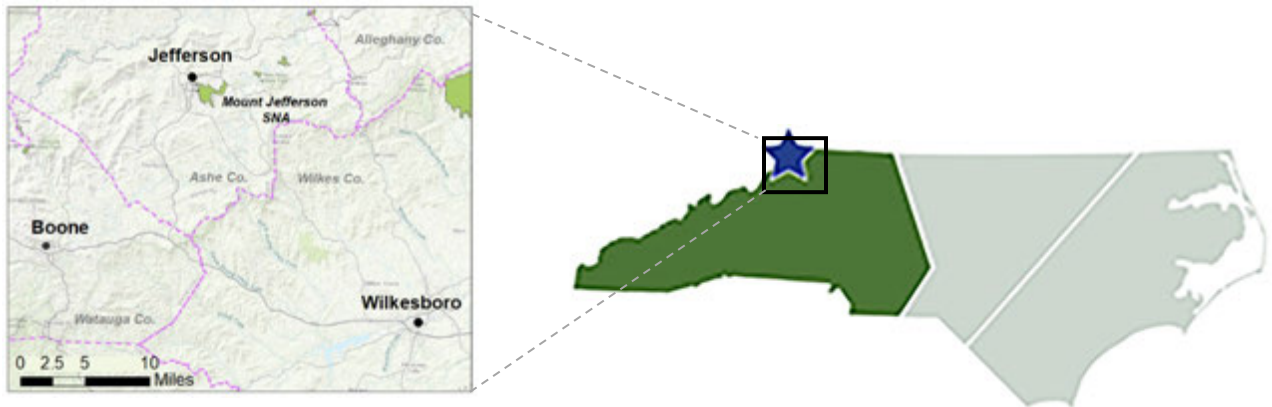 Alleghany Co.
Jefferson
Mount Jefferson
SNA
Ashe Co.
Wilkes Co.
Boone
Wilkesboro
Watauga Co.
0 2.5 5 10
Miles